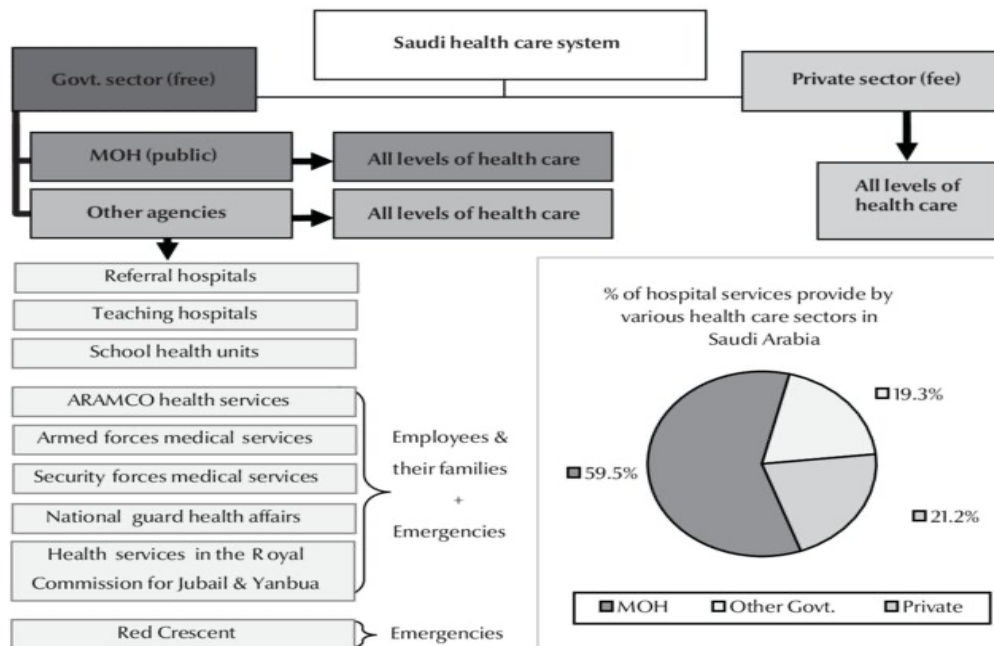 Saudi health care system
Govt. sector (free)
Private sector (fee)
MOH (public)
All levels of health care
All levels of
health care
Other agencies
All levels of health care
Referral hospitals
Teaching hospitals
School health units
ARAMCO health services
Armed forces medical services
Security forces medical services
National guard health affairs
Health services in the Royal
Commission for Jubail & Yanbua
Employees &
their families
+
Emergencies
Red Crescent
Emergencies
% of hospital services provide by
various health care sectors in
Saudi Arabia
19.3%
59.5%
21.2%
MOH
Other Govt.
Private